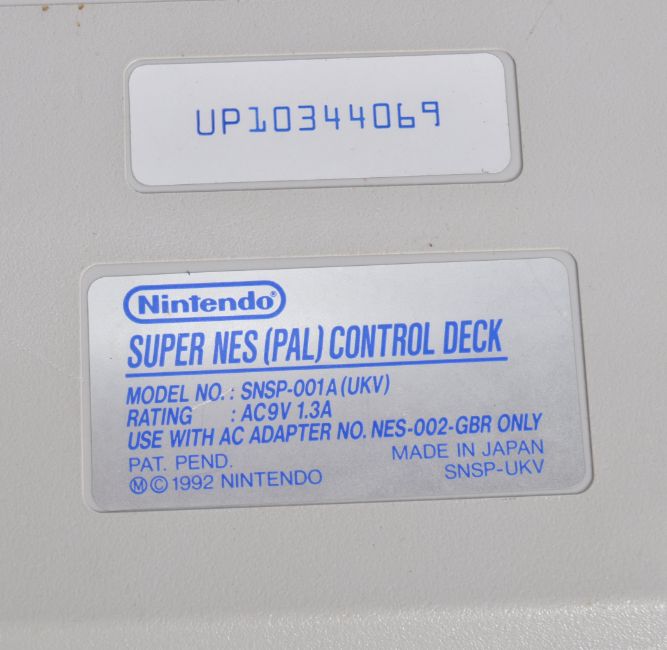 UP10344069
Nintendo®
SUPER NES (PAL) CONTROL DECK
MODEL NO. : SNSP-001A (UKV)
RATING : AC9V 1.3A
USE WITH AC ADAPTER NO. NES-002-GBR ONLY
PAT. PEND. MADE IN JAPAN
Ⓜ©1992 NINTENDO SNSP-UKV